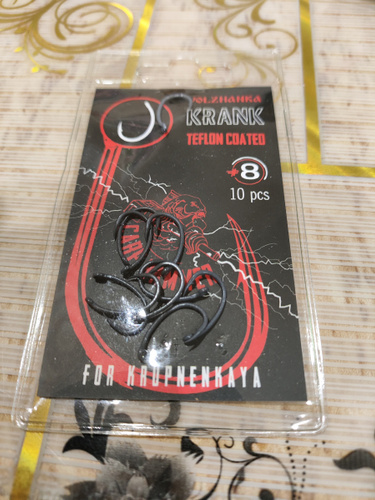 VOLZHANKA
KRANK
TEFLON COATED
8
10 pcs
FOR KRUPNENKAYA